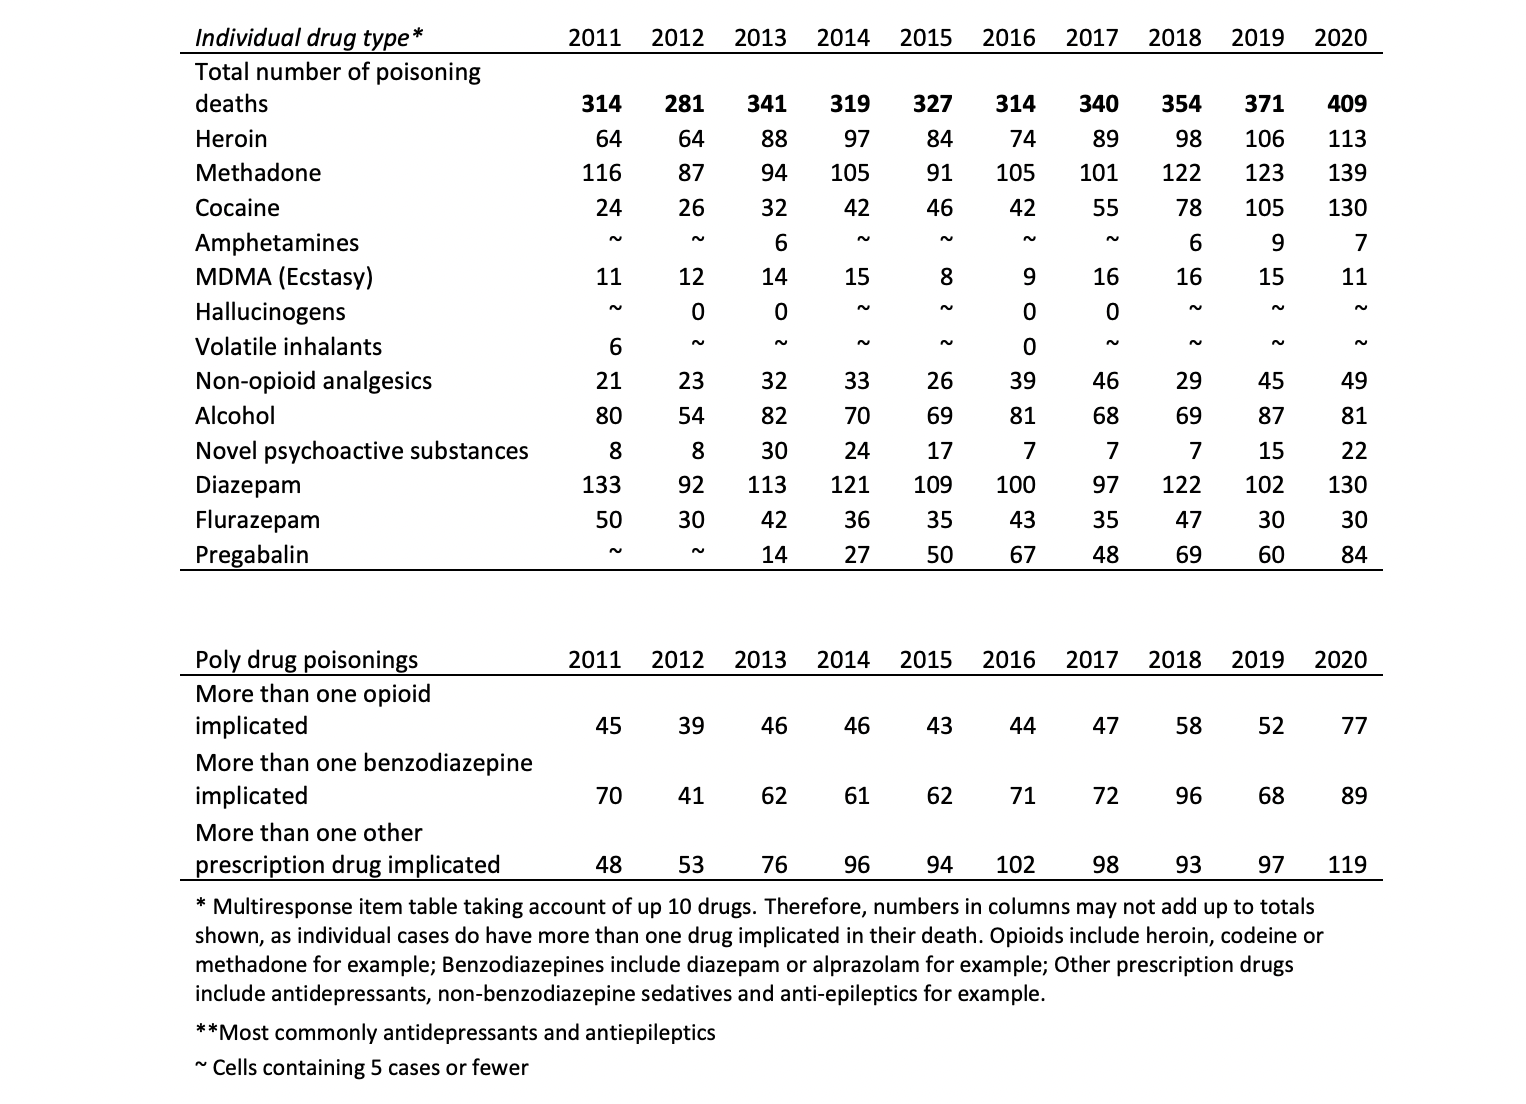 Individual drug type* 2011 2012 2013 2014 2015 2016 2017 2018 2019 2020
Total number of poisoning
deaths 314 281 341 319 327 314 340 354 371 409
Heroin 64 64 88 97 84 74 89 98 106 113
Methadone 116 87 94 105 91 105 101 122 123 139
Cocaine 24 26 32 42 46 42 55 78 105 130
Amphetamines ~ ~ 6 ~ ~ ~ ~ 6 9 7
MDMA (Ecstasy) 11 12 14 15 8 9 16 16 15 11
Hallucinogens ~ 0 0 ~ ~ 0 0 ~ ~ ~
Volatile inhalants 6 ~ ~ ~ ~ 0 ~ ~ ~ ~
Non-opioid analgesics 21 23 32 33 26 39 46 29 45 49
Alcohol 80 54 82 70 69 81 68 69 87 81
Novel psychoactive substances 8 8 30 24 17 7 7 7 15 22
Diazepam 133 92 113 121 109 100 97 122 102 130
Flurazepam 50 30 42 36 35 43 35 47 30 30
Pregabalin ~ ~ 14 27 50 67 48 69 60 84
Poly drug poisonings 2011 2012 2013 2014 2015 2016 2017 2018 2019 2020
More than one opioid
implicated 45 39 46 46 43 44 47 58 52 77
More than one benzodiazepine
implicated 70 41 62 61 62 71 72 96 68 89
More than one other
prescription drug implicated 48 53 76 96 94 102 98 93 97 119
* Multiresponse item table taking account of up 10 drugs. Therefore, numbers in columns may not add up to totals
shown, as individual cases do have more than one drug implicated in their death. Opioids include heroin, codeine or
methadone for example; Benzodiazepines include diazepam or alprazolam for example; Other prescription drugs
include antidepressants, non-benzodiazepine sedatives and anti-epileptics for example.
**Most commonly antidepressants and antiepileptics
~ Cells containing 5 cases or fewer